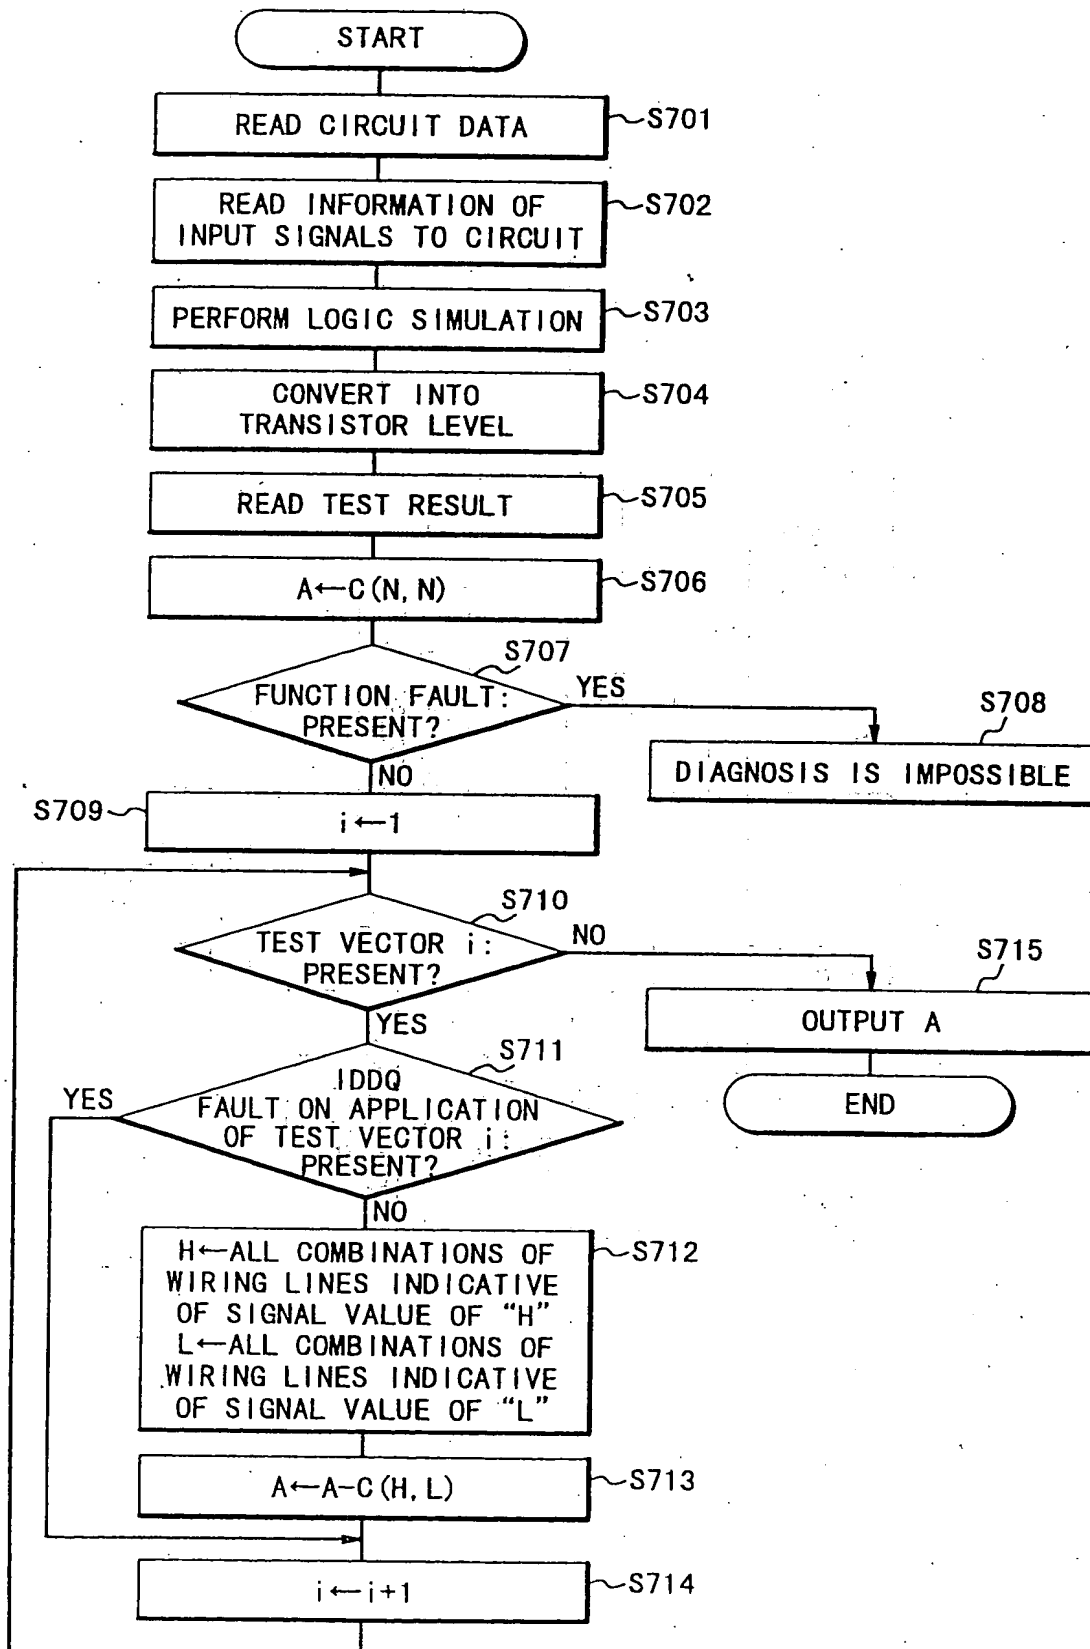 START
READ CIRCUIT DATA
S701
READ INFORMATION OF
INPUT SIGNALS TO CIRCUIT
S702
PERFORM LOGIC SIMULATION
S703
CONVERT INTO
TRANSISTOR LEVEL
S704
READ TEST RESULT
S705
A←C(N,N)
S706
S707
FUNCTION FAULT:
PRESENT?
YES
NO
S708
DIAGNOSIS IS IMPOSSIBLE
S709
i←1
S710
TEST VECTOR i:
PRESENT?
NO
YES
S715
OUTPUT A
END
S711
IDDQ
FAULT ON APPLICATION
OF TEST VECTOR i:
PRESENT?
YES
NO
S712
H←ALL COMBINATIONS OF
WIRING LINES INDICATIVE
OF SIGNAL VALUE OF “H”
L←ALL COMBINATIONS OF
WIRING LINES INDICATIVE
OF SIGNAL VALUE OF “L”
A←A-C(H,L)
S713
i←i+1
S714